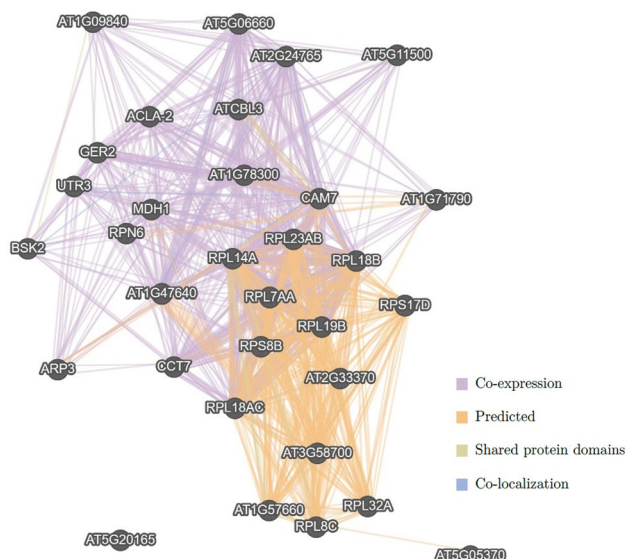 AT1G09840
AT5G06660
AT2G24765
AT5G11500
ACLA-2
ATCBL3
GER2
AT1G78300
UTR3
CAM7
AT1G71790
MDH1
RPN6
BSK2
RPL23AB
RPL14A
RPL18B
AT1G47640
RPL7AA
RPS17D
RPL19B
RPS8B
ARP3
CCT7
AT2G33370
Co-expression
RPL18AC
Predicted
AT3G58700
Shared protein domains
Co-localization
AT1G57660
RPL32A
RPL8C
AT5G20165
AT5G05370